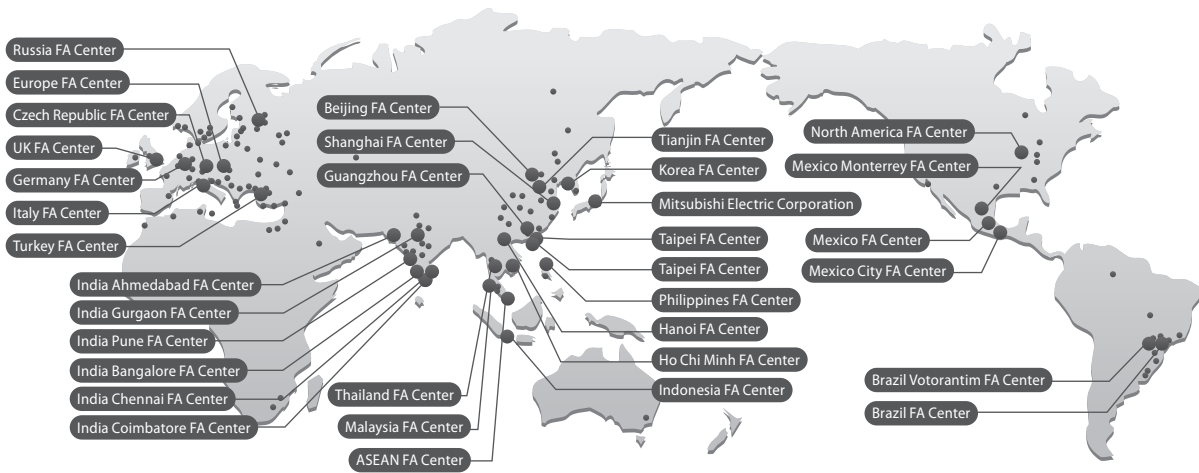 Russia FA Center
Europe FA Center
Czech Republic FA Center
UK FA Center
Germany FA Center
Italy FA Center
Turkey FA Center
India Ahmedabad FA Center
India Gurgaon FA Center
India Pune FA Center
India Bangalore FA Center
India Chennai FA Center
India Coimbatore FA Center
Beijing FA Center
Shanghai FA Center
Guangzhou FA Center
Thailand FA Center
Malaysia FA Center
ASEAN FA Center
Tianjin FA Center
Korea FA Center
Mitsubishi Electric Corporation
Taipei FA Center
Taipei FA Center
Philippines FA Center
Hanoi FA Center
Ho Chi Minh FA Center
Indonesia FA Center
North America FA Center
Mexico Monterrey FA Center
Mexico FA Center
Mexico City FA Center
Brazil Votorantim FA Center
Brazil FA Center